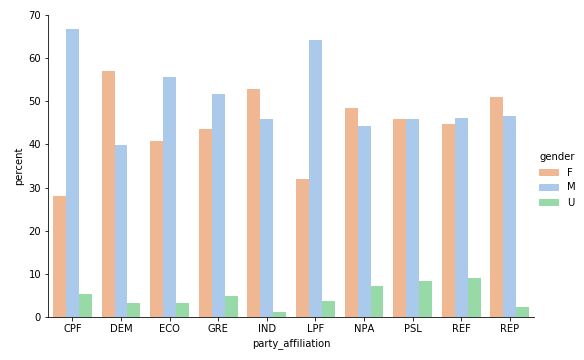 70
60
50
40
30
20
10
0
percent
CPF DEM ECO GRE IND LPF NPA PSL REF REP
party_affiliation
gender
F
M
U